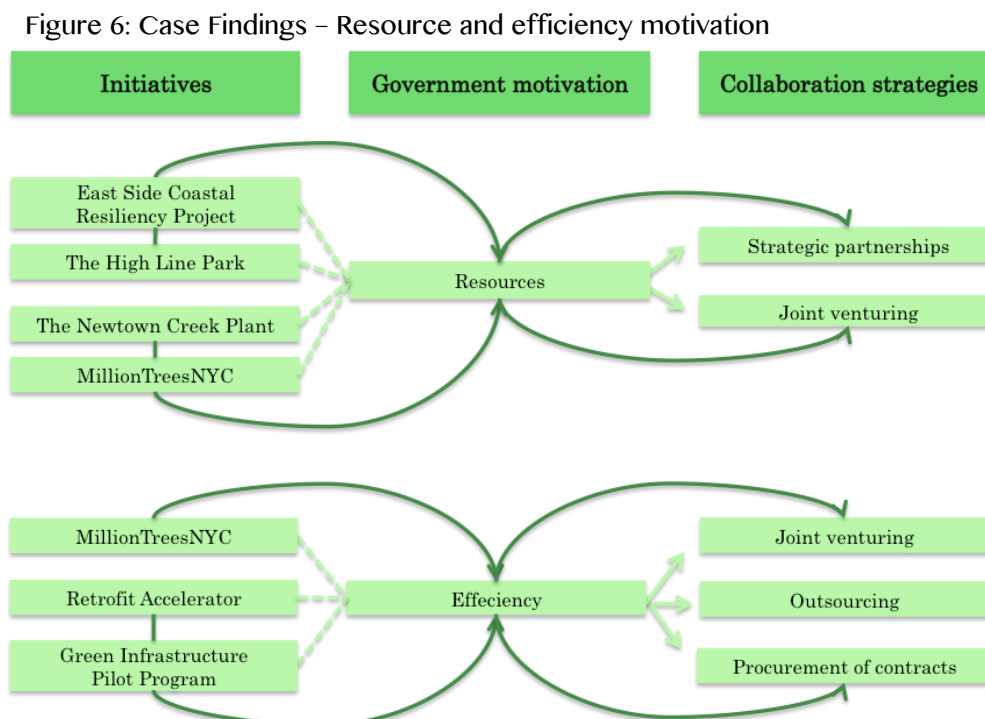 Figure 6: Case Findings – Resource and efficiency motivation
Initiatives
Government motivation
Collaboration strategies
East Side Coastal
Resiliency Project
The High Line Park
The Newtown Creek Plant
MillionTreesNYC
Resources
Strategic partnerships
Joint venturing
MillionTreesNYC
Retrofit Accelerator
Green Infrastructure
Pilot Program
Effeciency
Joint venturing
Outsourcing
Procurement of contracts